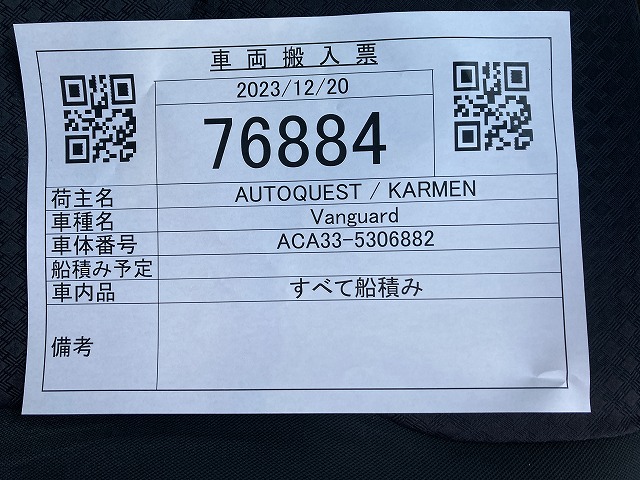 車両搬入票
2023/12/20
76884
荷主名 AUTOQUEST / KARMEN
車種名 Vanguard
車体番号 ACA33-5306882
船積み予定
車内品 すべて船積み
備考